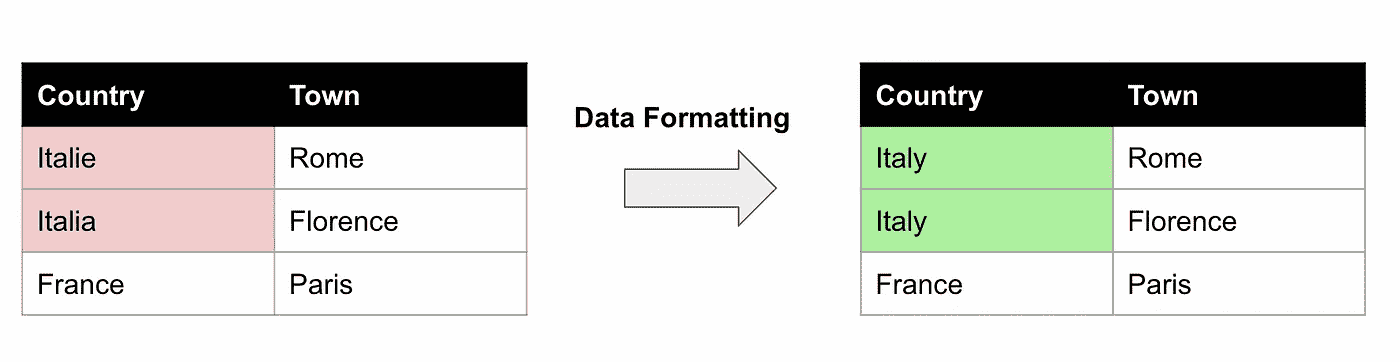 Country Town
Italie Rome
Italia Florence
France Paris
Data Formatting
Country Town
Italy Rome
Italy Florence
France Paris